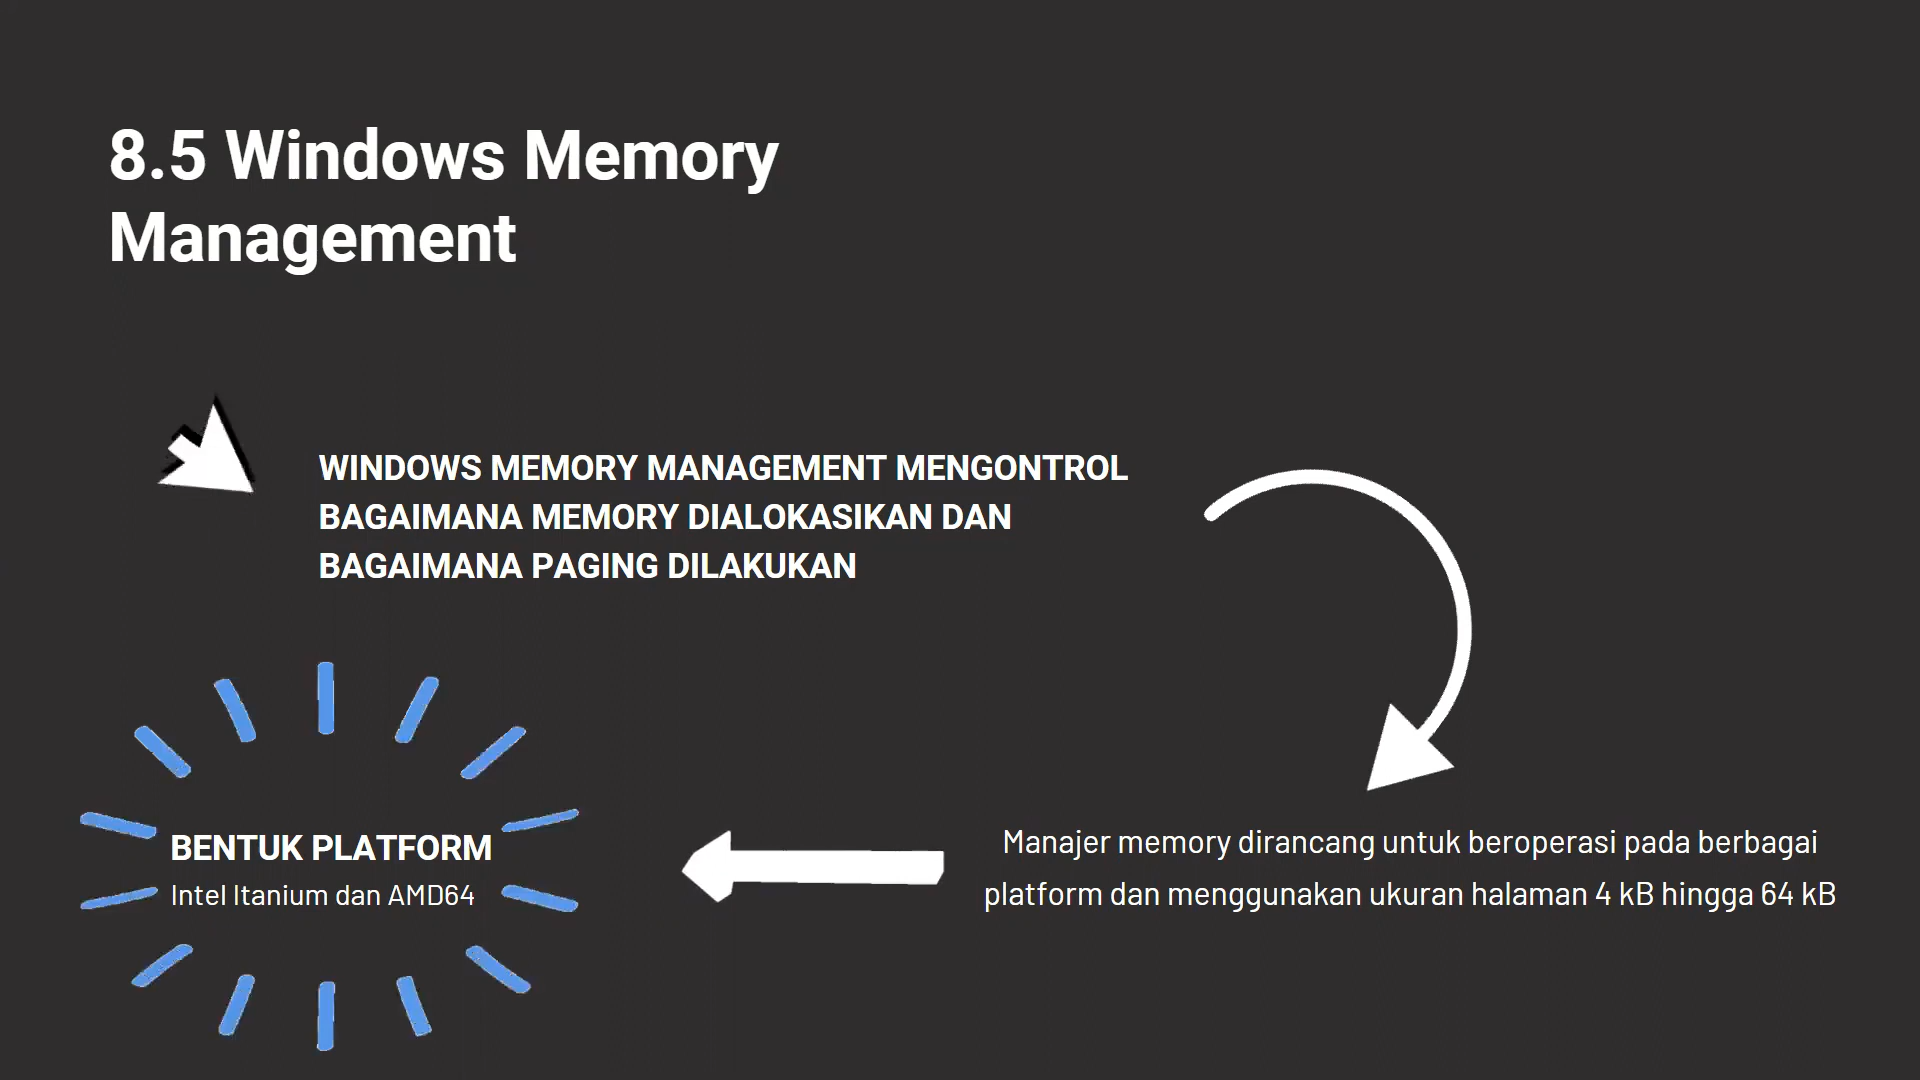 8.5 Windows Memory
Management
WINDOWS MEMORY MANAGEMENT MENGONTROL
BAGAIMANA MEMORY DIALOKASIKAN DAN
BAGAIMANA PAGING DILAKUKAN
Manajer memory dirancang untuk beroperasi pada berbagai
platform dan menggunakan ukuran halaman 4 kB hingga 64 kB
BENTUK PLATFORM
Intel Itanium dan AMD64